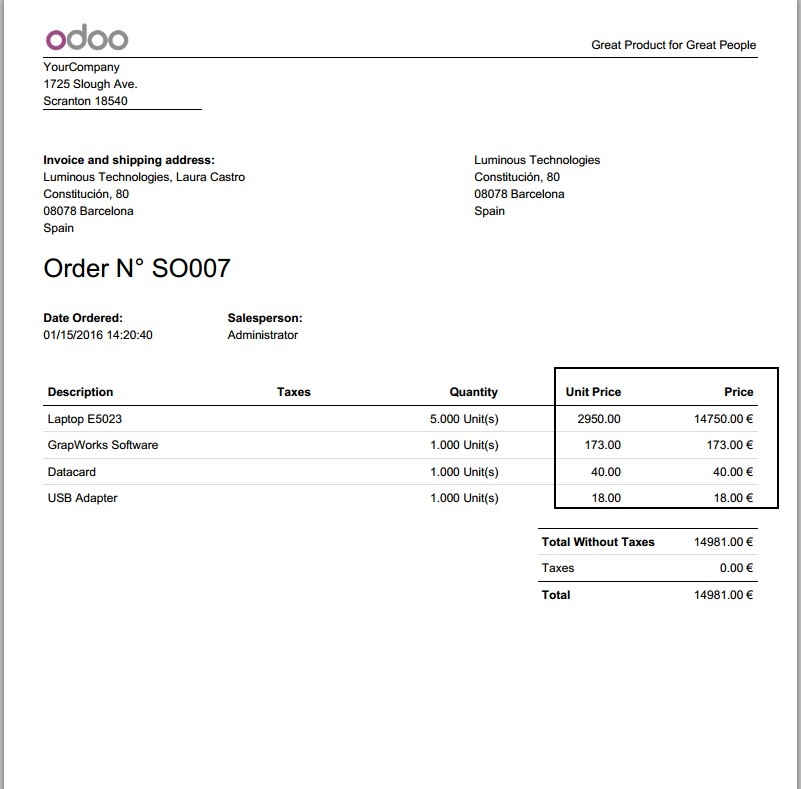 odoo
Great Product for Great People
YourCompany
1725 Slough Ave.
Scranton 18540
Invoice and shipping address:
Luminous Technologies, Laura Castro
Constitución, 80
08078 Barcelona
Spain
Luminous Technologies
Constitución, 80
08078 Barcelona
Spain
Order N° SO007
Date Ordered: Salesperson:
01/15/2016 14:20:40 Administrator
Description Taxes Quantity Unit Price Price
Laptop E5023 5.000 Unit(s) 2950.00 14750.00 €
GrapWorks Software 1.000 Unit(s) 173.00 173.00 €
Datacard 1.000 Unit(s) 40.00 40.00 €
USB Adapter 1.000 Unit(s) 18.00 18.00 €
Total Without Taxes 14981.00 €
Taxes 0.00 €
Total 14981.00 €